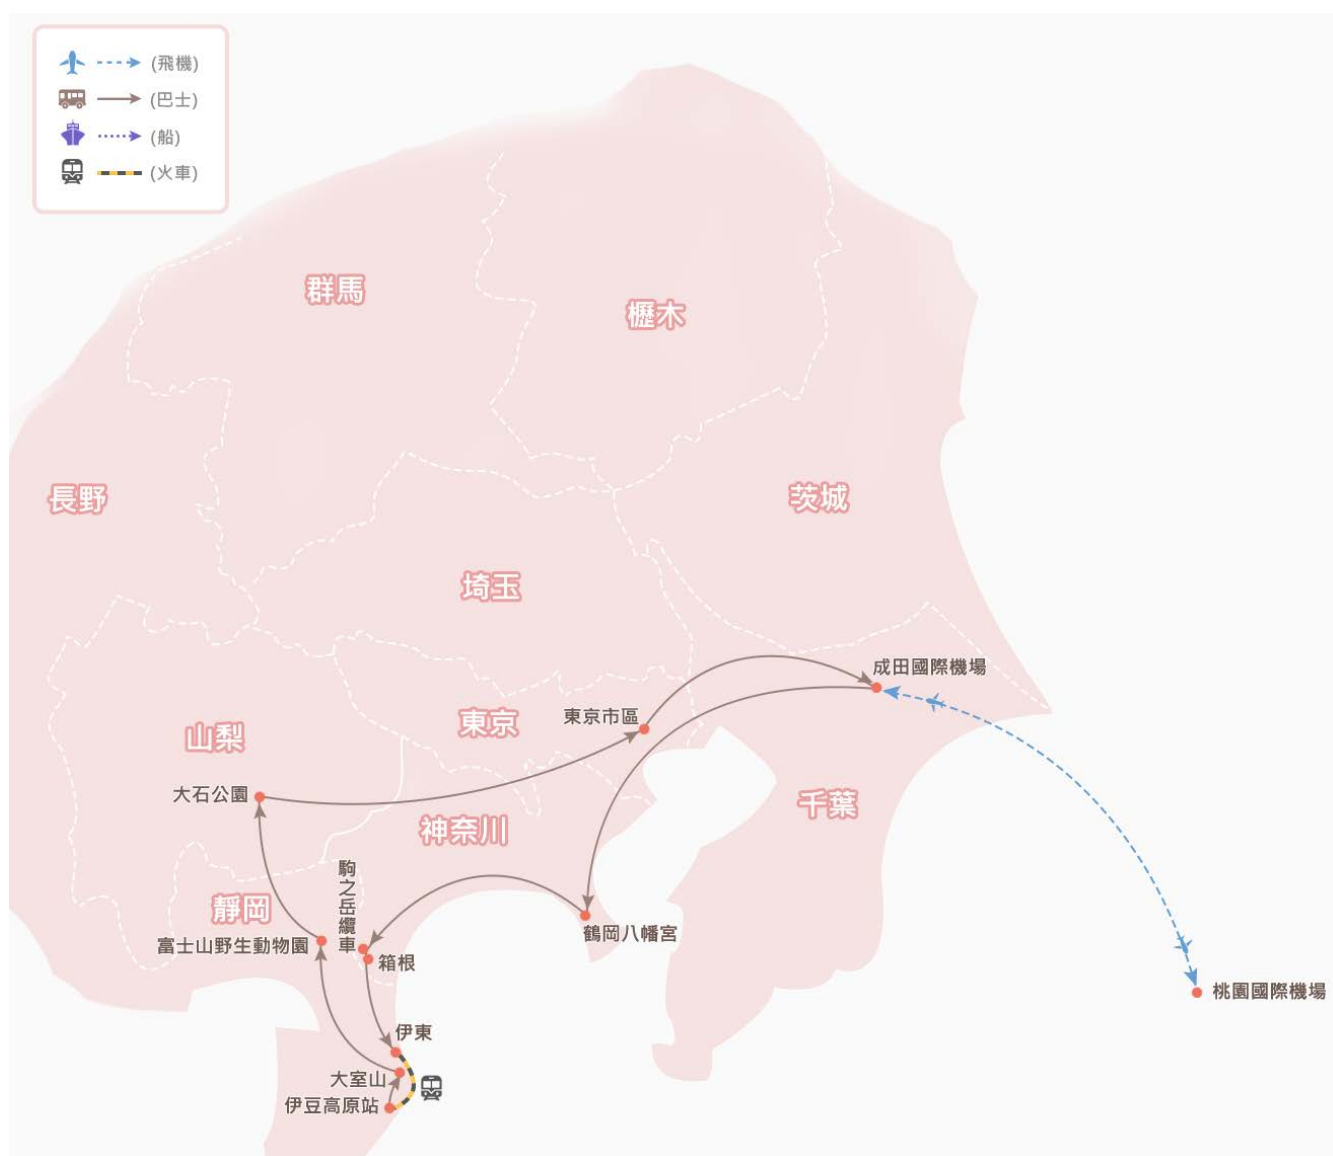 (飛機)
(巴士)
(船)
(火車)
群馬
櫪木
長野
茨城
埼玉
成田國際機場
東京市區
東京
山梨
大石公園
千葉
神奈川
駒之岳纜車
靜岡
鶴岡八幡宮
富士山野生動物園
箱根
桃園國際機場
伊東
大室山
伊豆高原站